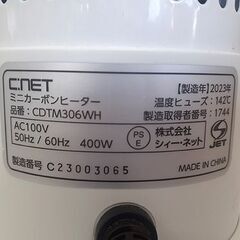 C:NET
ミニカーボンヒーター
品番：CDTM306WH
AC100V
50Hz / 60Hz 400W
製造番号 C23003065
【製造年】2023年
温度ヒューズ：142℃
製造取得者番号：1744
PS
E
株式会社
シィー・ネット
S
JET
MADE IN CHINA